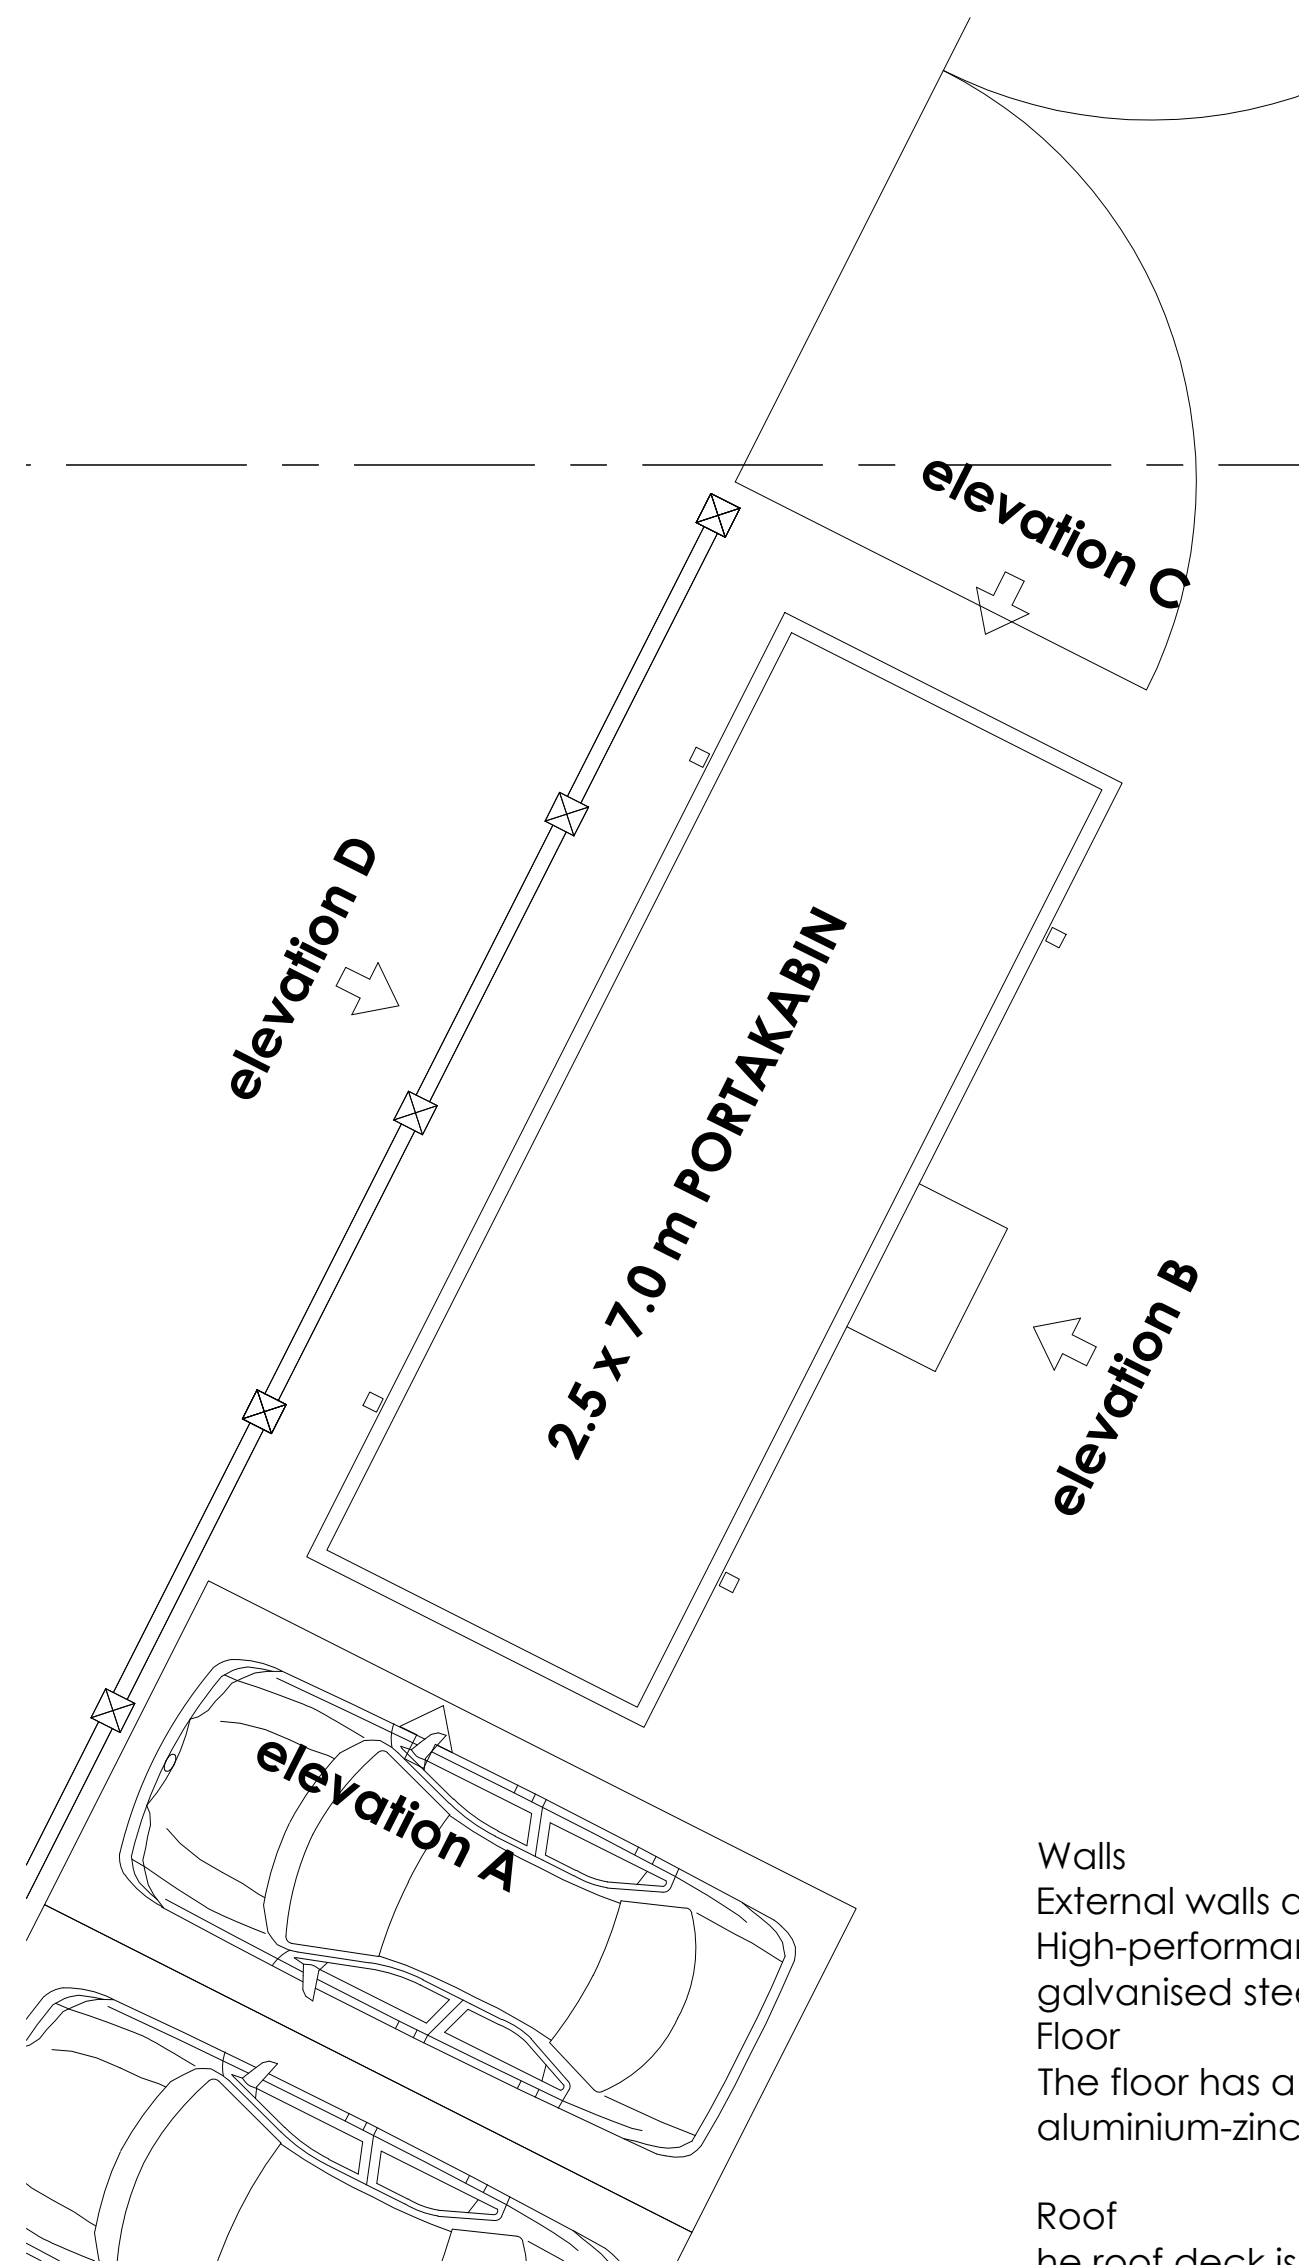 elevation C
elevation D
2.5 x 7.0 m PORTAKABIN
elevation B
elevation A
Walls
External walls
High-performa
galvanised stee
Floor
The floor has a
aluminium-zinc
Roof
he roof deck is